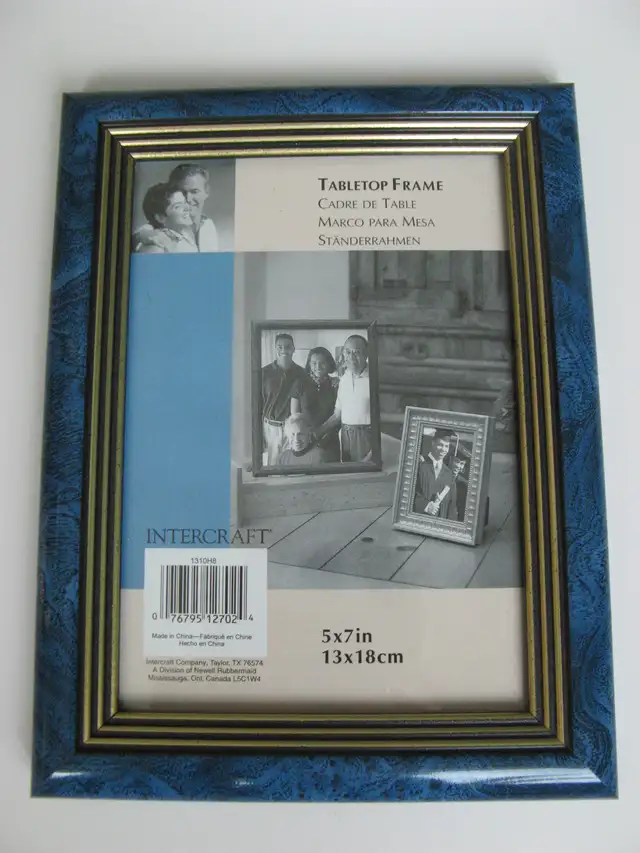 TABLETOP FRAME
CADRE DE TABLE
MARCO PARA MESA
STÄNDERRAHMEN
INTERCRAFT
1310H8
0 76795 12702 4
Made in China—Fabriqué en Chine
Hecho en China
Intercraft Company, Taylor, TX 76574
A Division of Newell Rubbermaid
Mississauga, Ont. Canada L5C1W4
5x7in
13x18cm